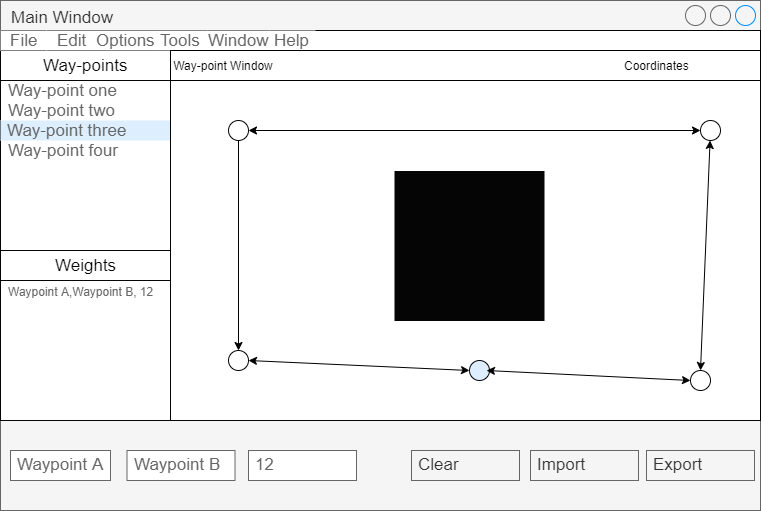 Main Window
File Edit Options Tools Window Help
Way-points
Way-point Window
Coordinates
Way-point one
Way-point two
Way-point three
Way-point four
Weights
Waypoint A,Waypoint B, 12
Waypoint A
Waypoint B
12
Clear
Import
Export